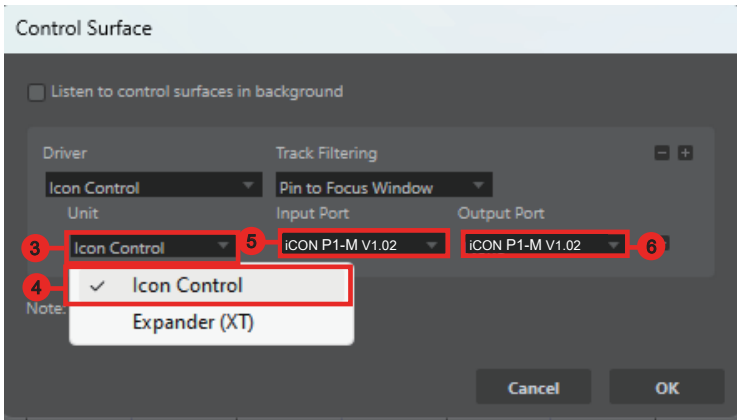 Control Surface
Listen to control surfaces in background
Driver Track Filtering
Icon Control Pin to Focus Window
Unit Input Port Output Port
3 Icon Control 5 iCON P1-M V1.02 iCON P1-M V1.02 6
4 ✓ Icon Control
Note:
Expander (XT)
Cancel OK